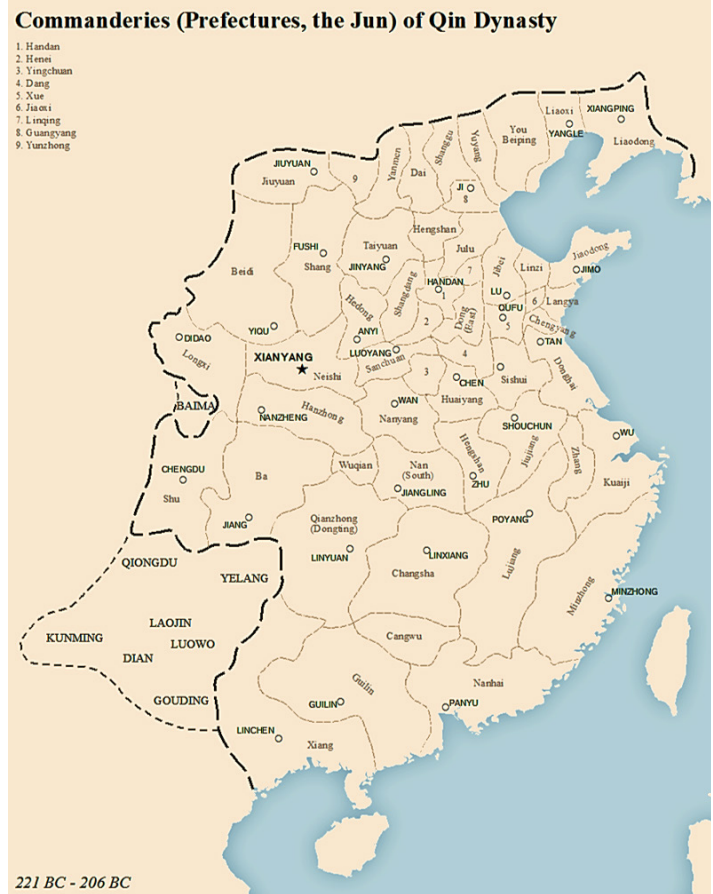 Commanderies (Prefectures, the Jun) of Qin Dynasty
1. Handan
2. Henei
3. Yingchuan
4. Dang
5. Xue
6. Jiaoxi
7. Linqing
8. Guangyang
9. Yunzhong
XIANGPING
Liaoxi
YANGLE
Liaodong
You
Beiping
Yuyang
Shanggu
Dai
Yanmen
9
JIUYUAN
Jiuyuan
JI
8
Hengshan
FUSHI
Shang
Taiyuan
JINYANG
Julu
7
Jibei
Linzi
Jiaodong
JIMO
Beidi
HANDAN
1
LU
6
Langya
OUFU
5
Chengyang
Shangdang
Hedong
2
Dong
(East)
YIQU
ANYI
DIDAO
Longxi
TAN
LUOYANG
Sanchuan
4
XIANYANG
Neishi
3
CHEN
Sishui
Donghai
BAIMA
NANZHENG
Hanzhong
WAN
Nanyang
Huaiyang
SHOUCHUN
WU
CHENGDU
Shu
Ba
Wuqian
Nan
(South)
JIANGLING
Hengshan
ZHU
Jiujiang
Zhang
Kuaiji
JIANG
Qianzhong
(Dongting)
POYANG
LINYUAN
LINXIANG
Changsha
Lujiang
QIONGDU
YELANG
Minzhong
MINZHONG
LAOJIN
KUNMING
LUOWO
DIAN
Cangwu
GOUDING
Guilin
GUILIN
Nanhai
PANYU
LINCHEN
Xiang
221 BC - 206 BC